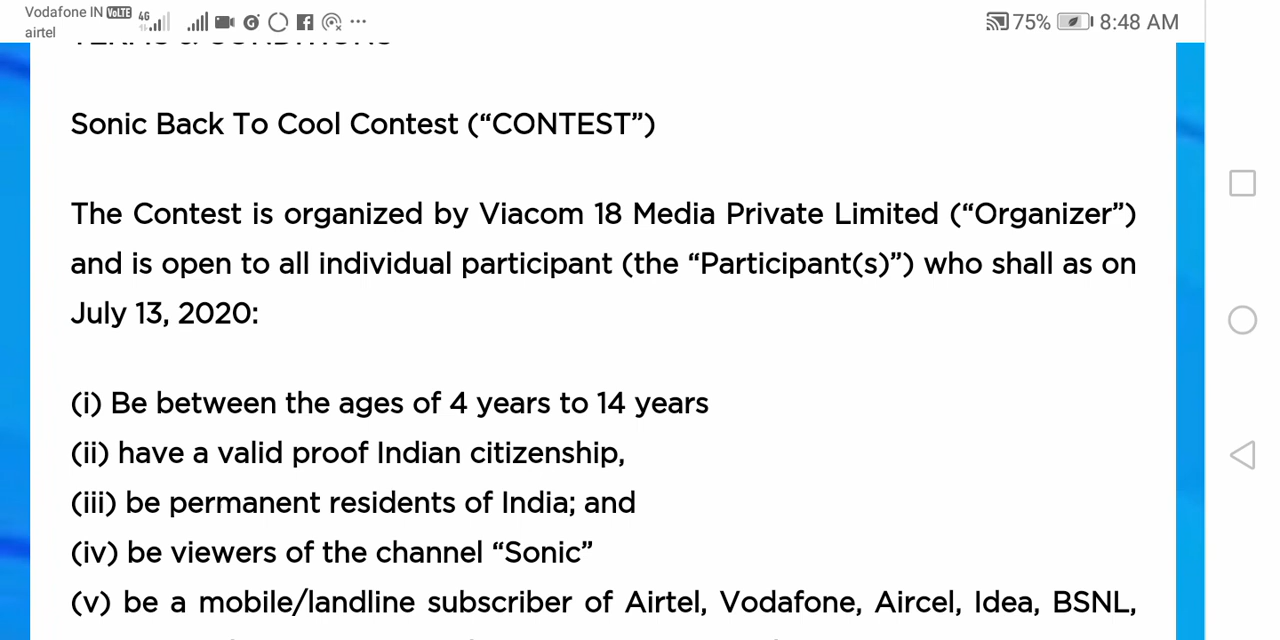 Vodafone IN VoLTE 4G
airtel
75% 8:48 AM
Sonic Back To Cool Contest (“CONTEST”)
The Contest is organized by Viacom 18 Media Private Limited (“Organizer”)
and is open to all individual participant (the “Participant(s)”) who shall as on
July 13, 2020:
(i) Be between the ages of 4 years to 14 years
(ii) have a valid proof Indian citizenship,
(iii) be permanent residents of India; and
(iv) be viewers of the channel “Sonic”
(v) be a mobile/landline subscriber of Airtel, Vodafone, Aircel, Idea, BSNL,